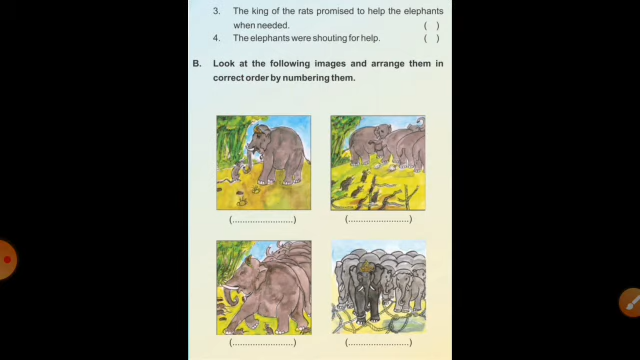 3. The king of the rats promised to help the elephants
when needed. ( )
4. The elephants were shouting for help. ( )
B. Look at the following images and arrange them in
correct order by numbering them.
(.......................) (.......................)
(.......................) (.......................)